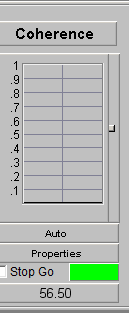 Coherence
1
.9
.8
.7
.6
.5
.4
.3
.2
.1
Auto
Properties
Stop Go
56.50